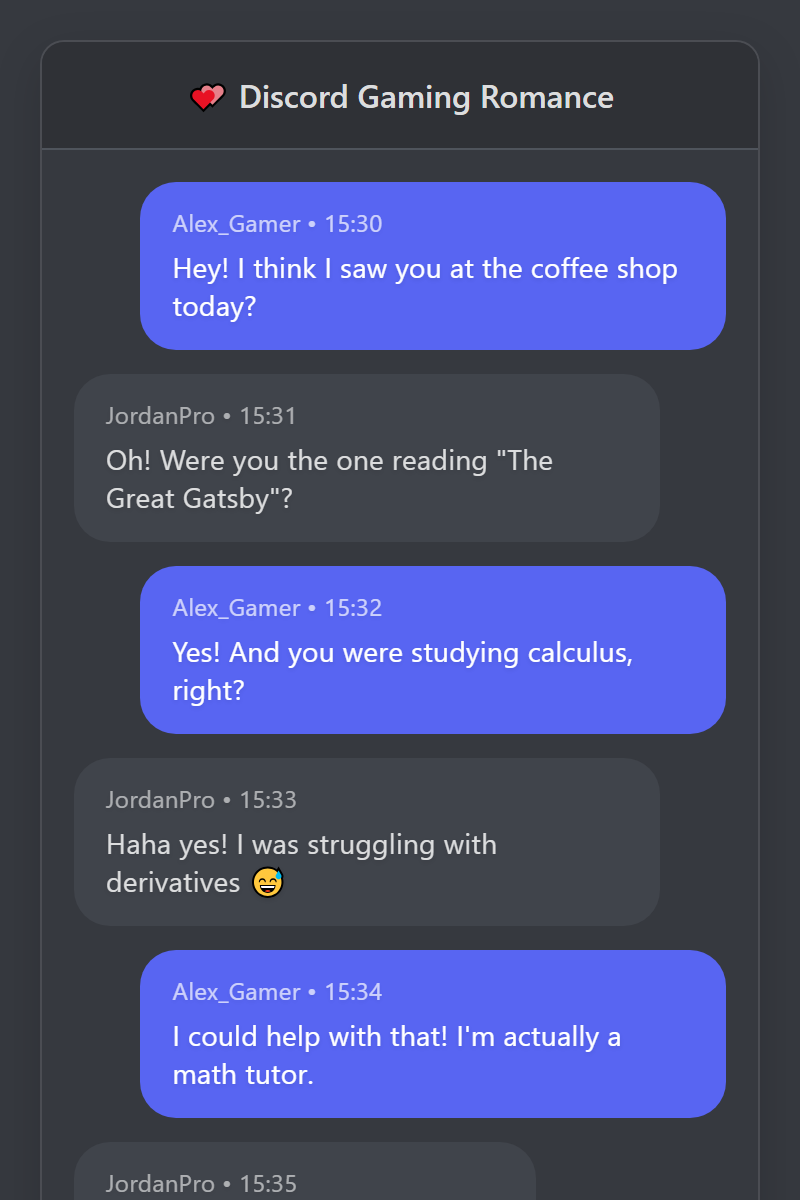 💕 Discord Gaming Romance
Alex_Gamer • 15:30
Hey! I think I saw you at the coffee shop
today?
JordanPro • 15:31
Oh! Were you the one reading "The
Great Gatsby"?
Alex_Gamer • 15:32
Yes! And you were studying calculus,
right?
JordanPro • 15:33
Haha yes! I was struggling with
derivatives 😅
Alex_Gamer • 15:34
I could help with that! I'm actually a
math tutor.
JordanPro • 15:35